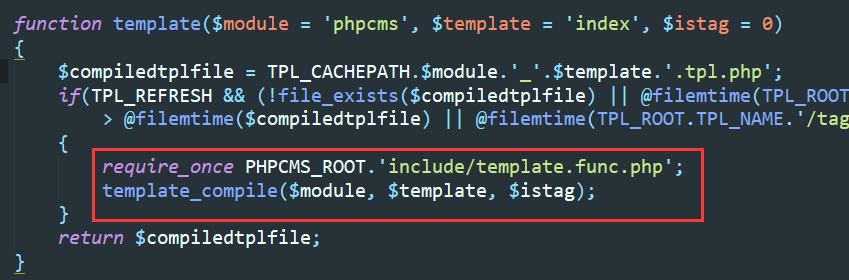 function template($module = 'phpcms', $template = 'index', $istag = 0)
{
    $compiledtplfile = TPL_CACHEPATH.$module.'_'.$template.'.tpl.php';
    if(TPL_REFRESH && (!file_exists($compiledtplfile) || @filemtime(TPL_ROOT
        > @filemtime($compiledtplfile) || @filemtime(TPL_ROOT.TPL_NAME.'/tag
    {
        require_once PHPCMS_ROOT.'include/template.func.php';
        template_compile($module, $template, $istag);
    }
    return $compiledtplfile;
}